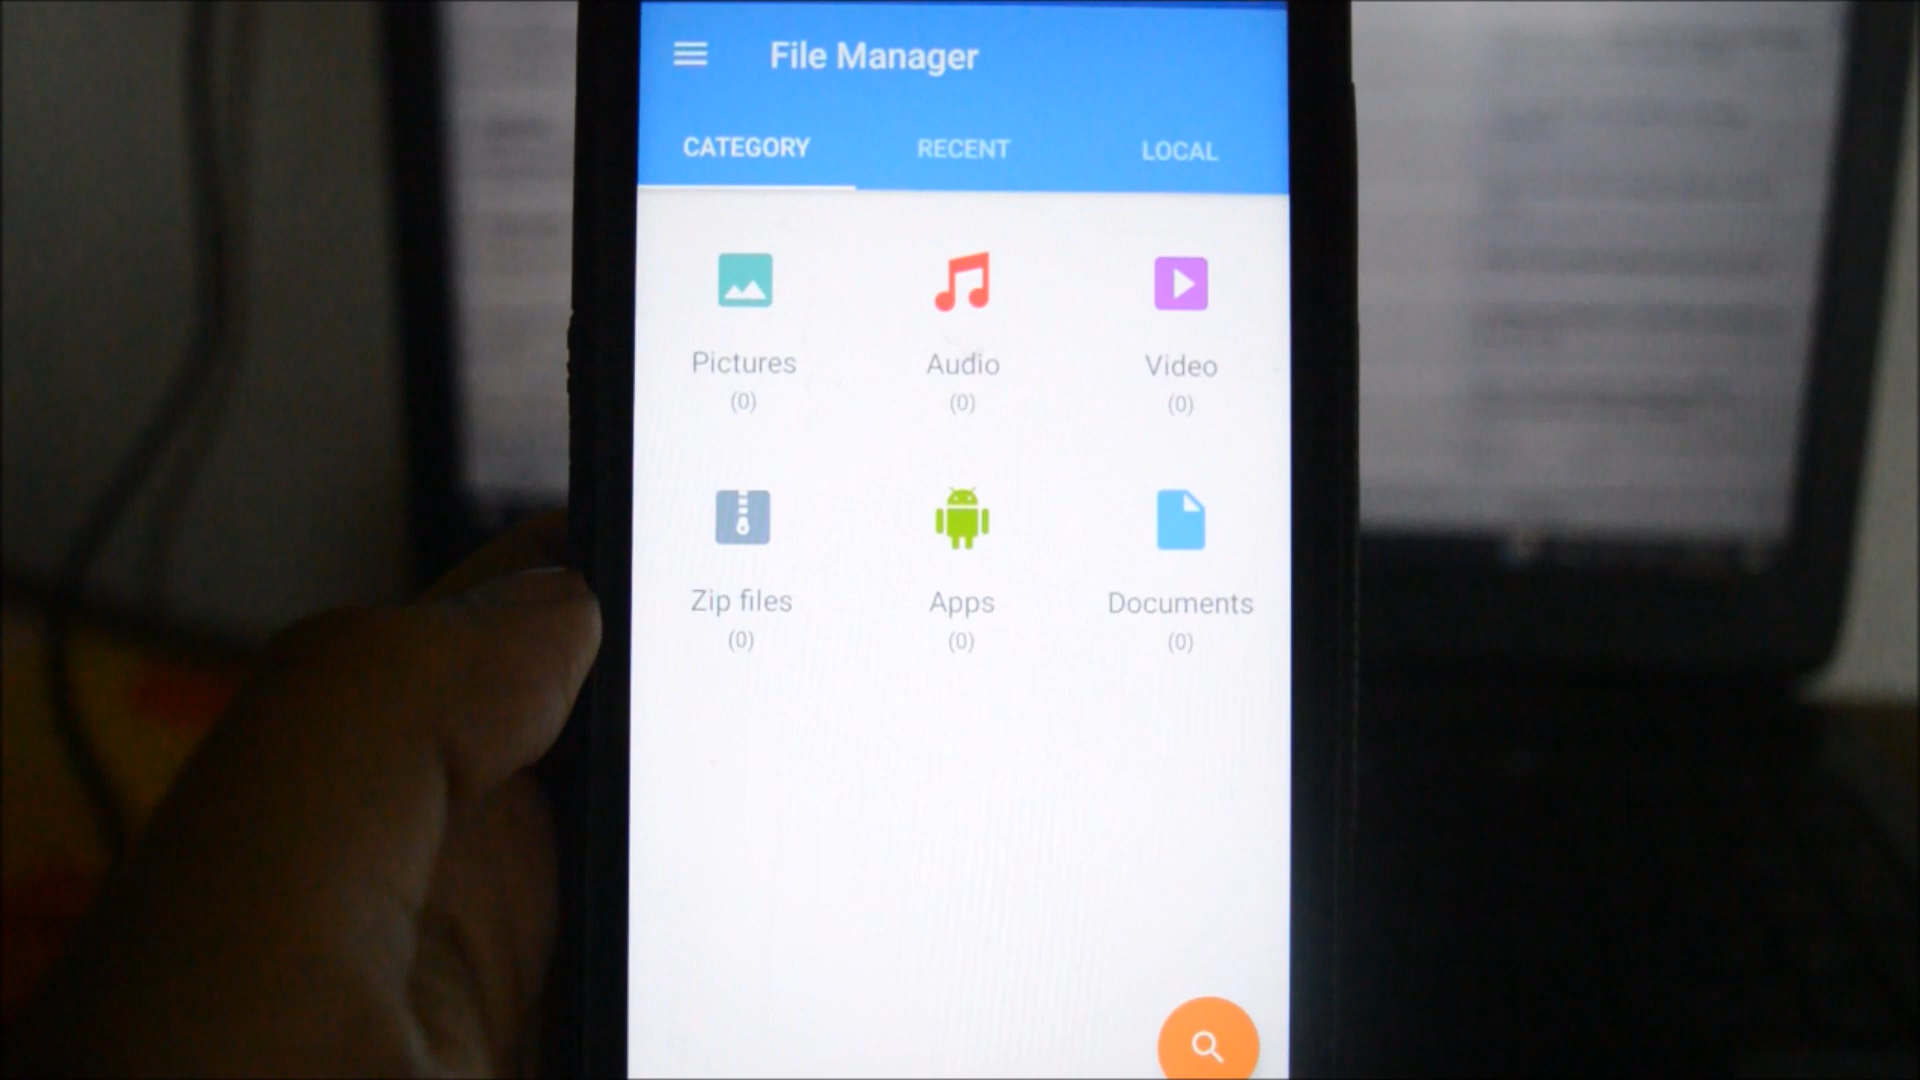 File Manager
CATEGORY RECENT LOCAL
Pictures Audio Video
(0) (0) (0)
Zip files Apps Documents
(0) (0) (0)